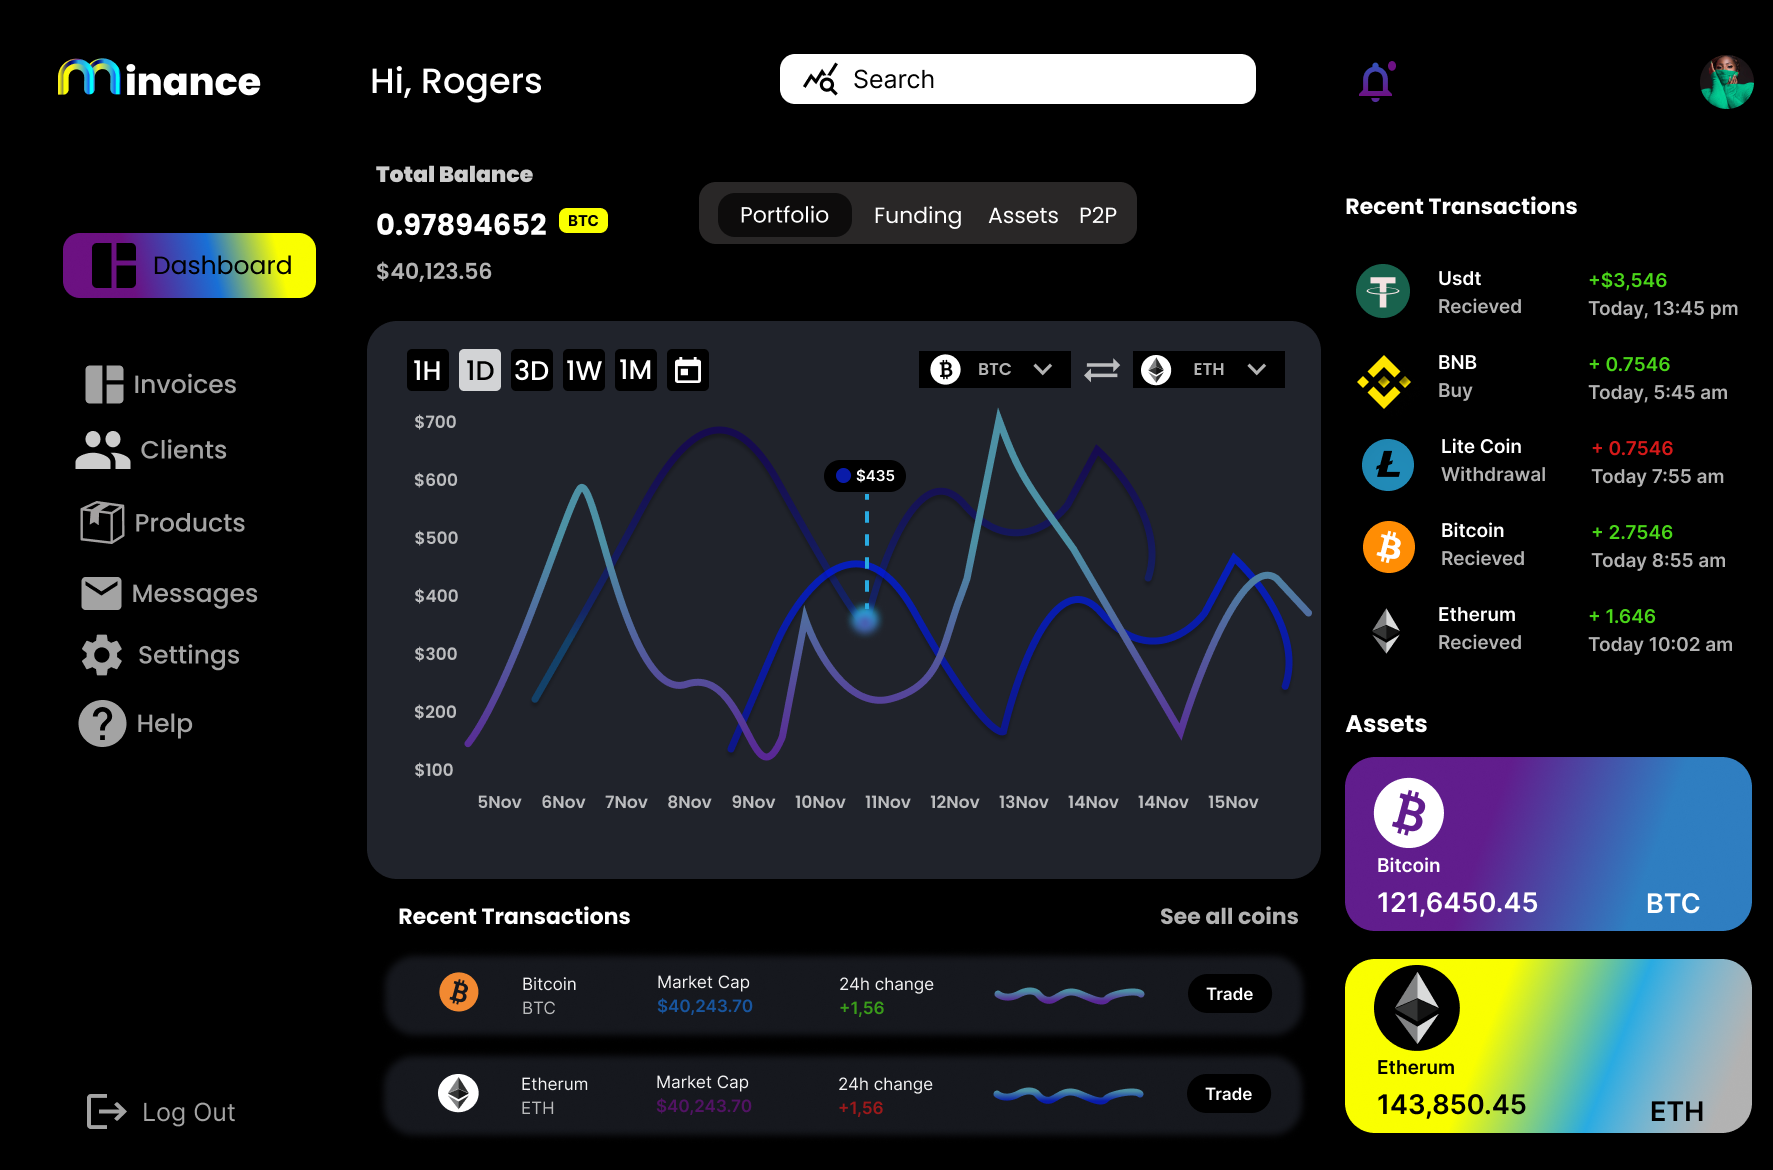 minance
Hi, Rogers
Search
Total Balance
0.97894652 BTC
$40,123.56
Portfolio Funding Assets P2P
Dashboard
Invoices
Clients
Products
Messages
Settings
Help
Log Out
1H 1D 3D 1W 1M
BTC ETH
$700
$600
$500
$400
$300
$200
$100
$435
5Nov 6Nov 7Nov 8Nov 9Nov 10Nov 11Nov 12Nov 13Nov 14Nov 14Nov 15Nov
Recent Transactions See all coins
Bitcoin Market Cap 24h change
BTC $40,243.70 +1,56
Trade
Etherum Market Cap 24h change
ETH $40,243.70 +1,56
Trade
Recent Transactions
Usdt +$3,546
Recieved Today, 13:45 pm
BNB + 0.7546
Buy Today, 5:45 am
Lite Coin + 0.7546
Withdrawal Today 7:55 am
Bitcoin + 2.7546
Recieved Today 8:55 am
Etherum + 1.646
Recieved Today 10:02 am
Assets
Bitcoin
121,6450.45 BTC
Etherum
143,850.45 ETH